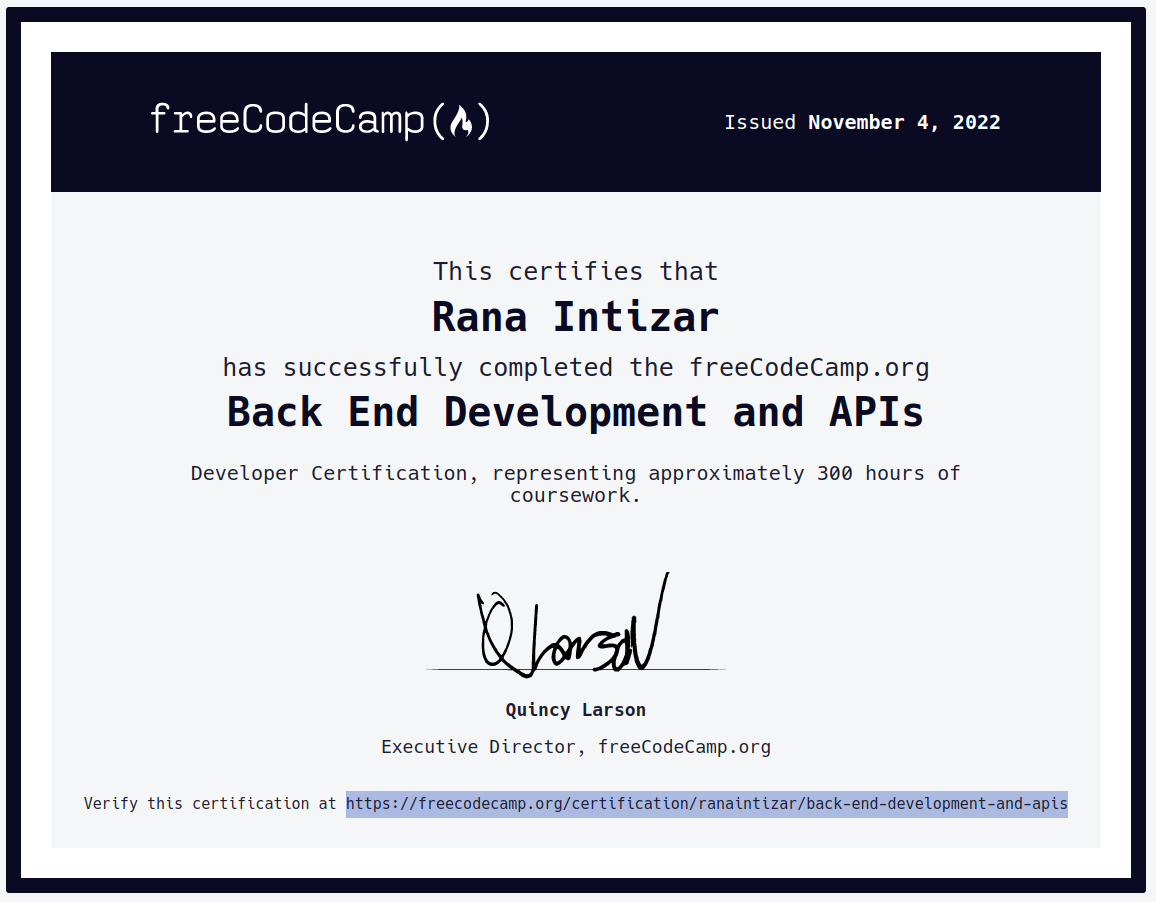 freeCodeCamp(🔥)
Issued November 4, 2022
This certifies that
Rana Intizar
has successfully completed the freeCodeCamp.org
Back End Development and APIs
Developer Certification, representing approximately 300 hours of
coursework.
Q Larson
Quincy Larson
Executive Director, freeCodeCamp.org
Verify this certification at https://freecodecamp.org/certification/ranaintizar/back-end-development-and-apis